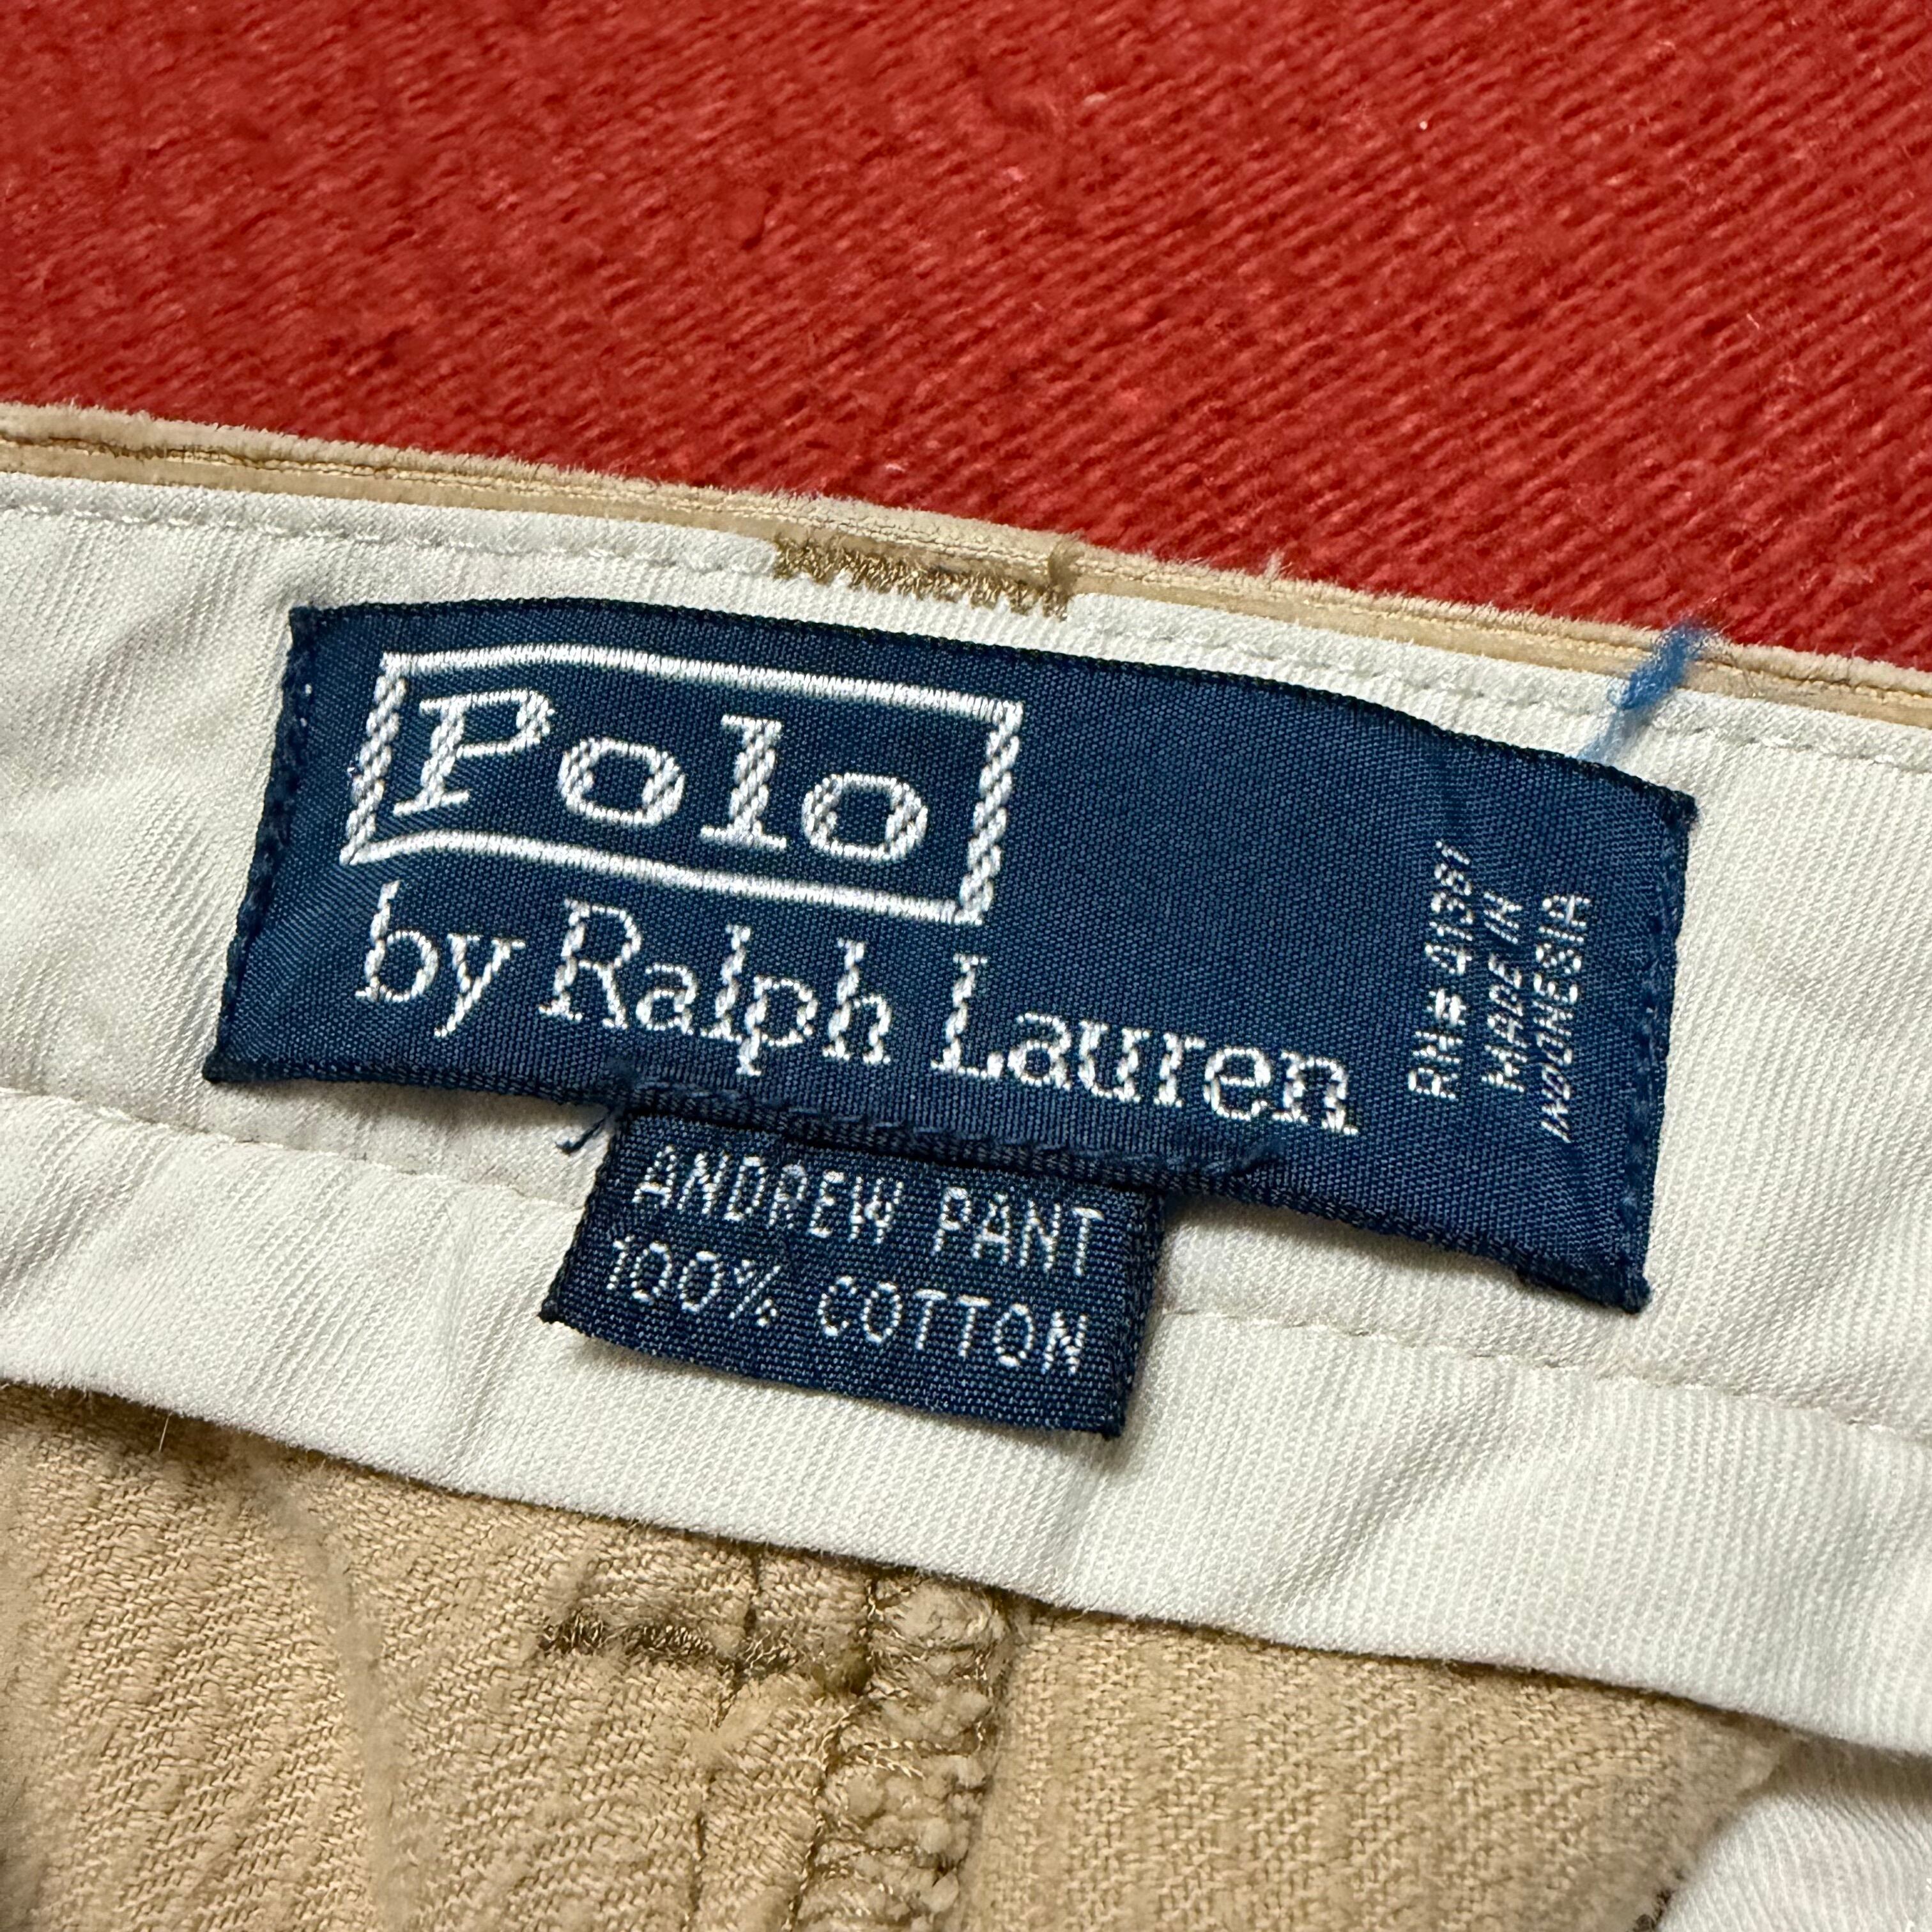 Polo
by Ralph Lauren
RN# 41381
MADE IN
INDONESIA
ANDREW PANT
100% COTTON